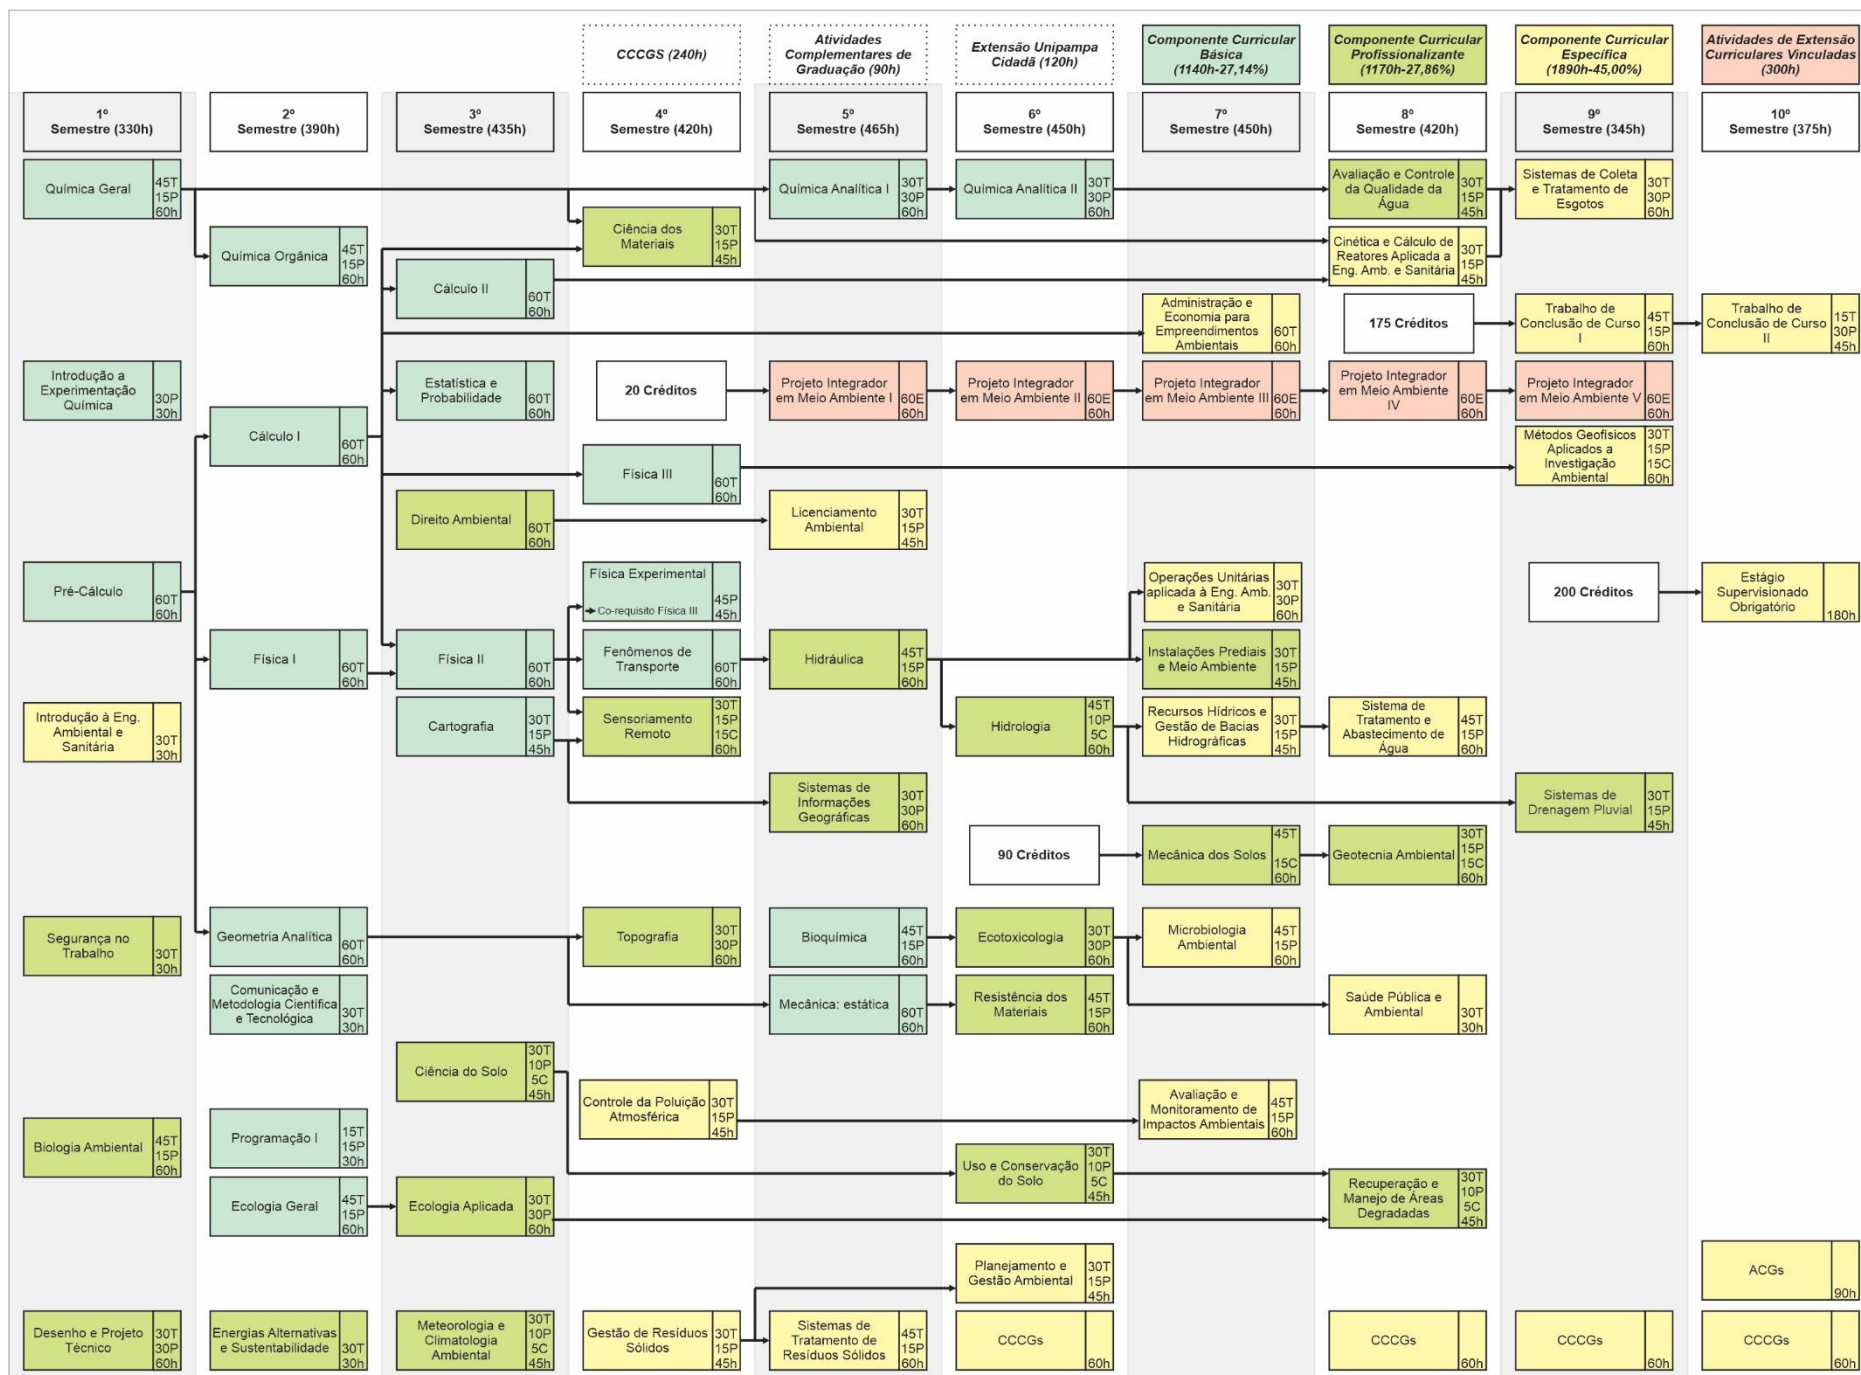 CCCGS (240h)
Atividades
Complementares de
Graduação (90h)
Extensão Unipampa
Cidadã (120h)
Componente Curricular
Básica
(1140h-27,14%)
Componente Curricular
Profissionalizante
(1170h-27,86%)
Componente Curricular
Específica
(1890h-45,00%)
Atividades de Extensão
Curriculares Vinculadas
(300h)
1º
Semestre (330h)
2º
Semestre (390h)
3º
Semestre (435h)
4º
Semestre (420h)
5º
Semestre (465h)
6º
Semestre (450h)
7º
Semestre (450h)
8º
Semestre (420h)
9º
Semestre (345h)
10º
Semestre (375h)
Química Geral
45T
15P
60h
Química Analítica I
30T
30P
60h
Química Analítica II
30T
30P
60h
Avaliação e Controle
da Qualidade da
Água
30T
15P
45h
Sistemas de Coleta
e Tratamento de
Esgotos
30T
30P
60h
Química Orgânica
45T
15P
60h
Ciência dos
Materiais
30T
15P
45h
Cinética e Cálculo de
Reatores Aplicada a
Eng. Amb. e Sanitária
30T
15P
45h
Cálculo II
60T
60h
Administração e
Economia para
Empreendimentos
Ambientais
60T
60h
175 Créditos
Trabalho de
Conclusão de Curso
I
45T
15P
60h
Trabalho de
Conclusão de Curso
II
15T
30P
45h
Introdução a
Experimentação
Química
30P
30h
Estatística e
Probabilidade
60T
60h
20 Créditos
Projeto Integrador
em Meio Ambiente I
60E
60h
Projeto Integrador
em Meio Ambiente II
60E
60h
Projeto Integrador
em Meio Ambiente III
60E
60h
Projeto Integrador
em Meio Ambiente
IV
60E
60h
Projeto Integrador
em Meio Ambiente V
60E
60h
Cálculo I
60T
60h
Física III
60T
60h
Métodos Geofísicos
Aplicados a
Investigação
Ambiental
30T
15P
15C
60h
Direito Ambiental
60T
60h
Licenciamento
Ambiental
30T
15P
45h
Pré-Cálculo
60T
60h
Física Experimental
Co-requisito Física III
45P
45h
Operações Unitárias
aplicada à Eng. Amb.
e Sanitária
30T
30P
60h
200 Créditos
Estágio
Supervisionado
Obrigatório
180h
Física I
60T
60h
Física II
60T
60h
Fenômenos de
Transporte
60T
60h
Hidráulica
45T
15P
60h
Instalações Prediais
e Meio Ambiente
30T
15P
45h
Introdução à Eng.
Ambiental e
Sanitária
30T
30h
Cartografia
30T
15P
45h
Sensoriamento
Remoto
30T
15P
15C
60h
Hidrologia
45T
10P
5C
60h
Recursos Hídricos e
Gestão de Bacias
Hidrográficas
30T
15P
45h
Sistema de
Tratamento e
Abastecimento de
Água
45T
15P
60h
Sistemas de
Informações
Geográficas
30T
30P
60h
Sistemas de
Drenagem Pluvial
30T
15P
45h
90 Créditos
Mecânica dos Solos
45T
15C
60h
Geotecnia Ambiental
30T
15P
15C
60h
Segurança no
Trabalho
30T
30h
Geometria Analítica
60T
60h
Topografia
30T
30P
60h
Bioquímica
45T
15P
60h
Ecotoxicologia
30T
30P
60h
Microbiologia
Ambiental
45T
15P
60h
Comunicação e
Metodologia Científica
e Tecnológica
30T
30h
Mecânica: estática
60T
60h
Resistência dos
Materiais
45T
15P
60h
Saúde Pública e
Ambiental
30T
30h
Ciência do Solo
30T
10P
5C
45h
Controle da Poluição
Atmosférica
30T
15P
45h
Avaliação e
Monitoramento de
Impactos Ambientais
45T
15P
60h
Biologia Ambiental
45T
15P
60h
Programação I
15T
15P
30h
Uso e Conservação
do Solo
30T
10P
5C
45h
Ecologia Geral
45T
15P
60h
Ecologia Aplicada
30T
30P
60h
Recuperação e
Manejo de Áreas
Degradadas
30T
10P
5C
45h
Planejamento e
Gestão Ambiental
30T
15P
45h
ACGs
90h
Desenho e Projeto
Técnico
30T
30P
60h
Energias Alternativas
e Sustentabilidade
30T
30h
Meteorologia e
Climatologia
Ambiental
30T
10P
5C
45h
Gestão de Resíduos
Sólidos
30T
15P
45h
Sistemas de
Tratamento de
Resíduos Sólidos
45T
15P
60h
CCCGs
60h
CCCGs
60h
CCCGs
60h
CCCGs
60h